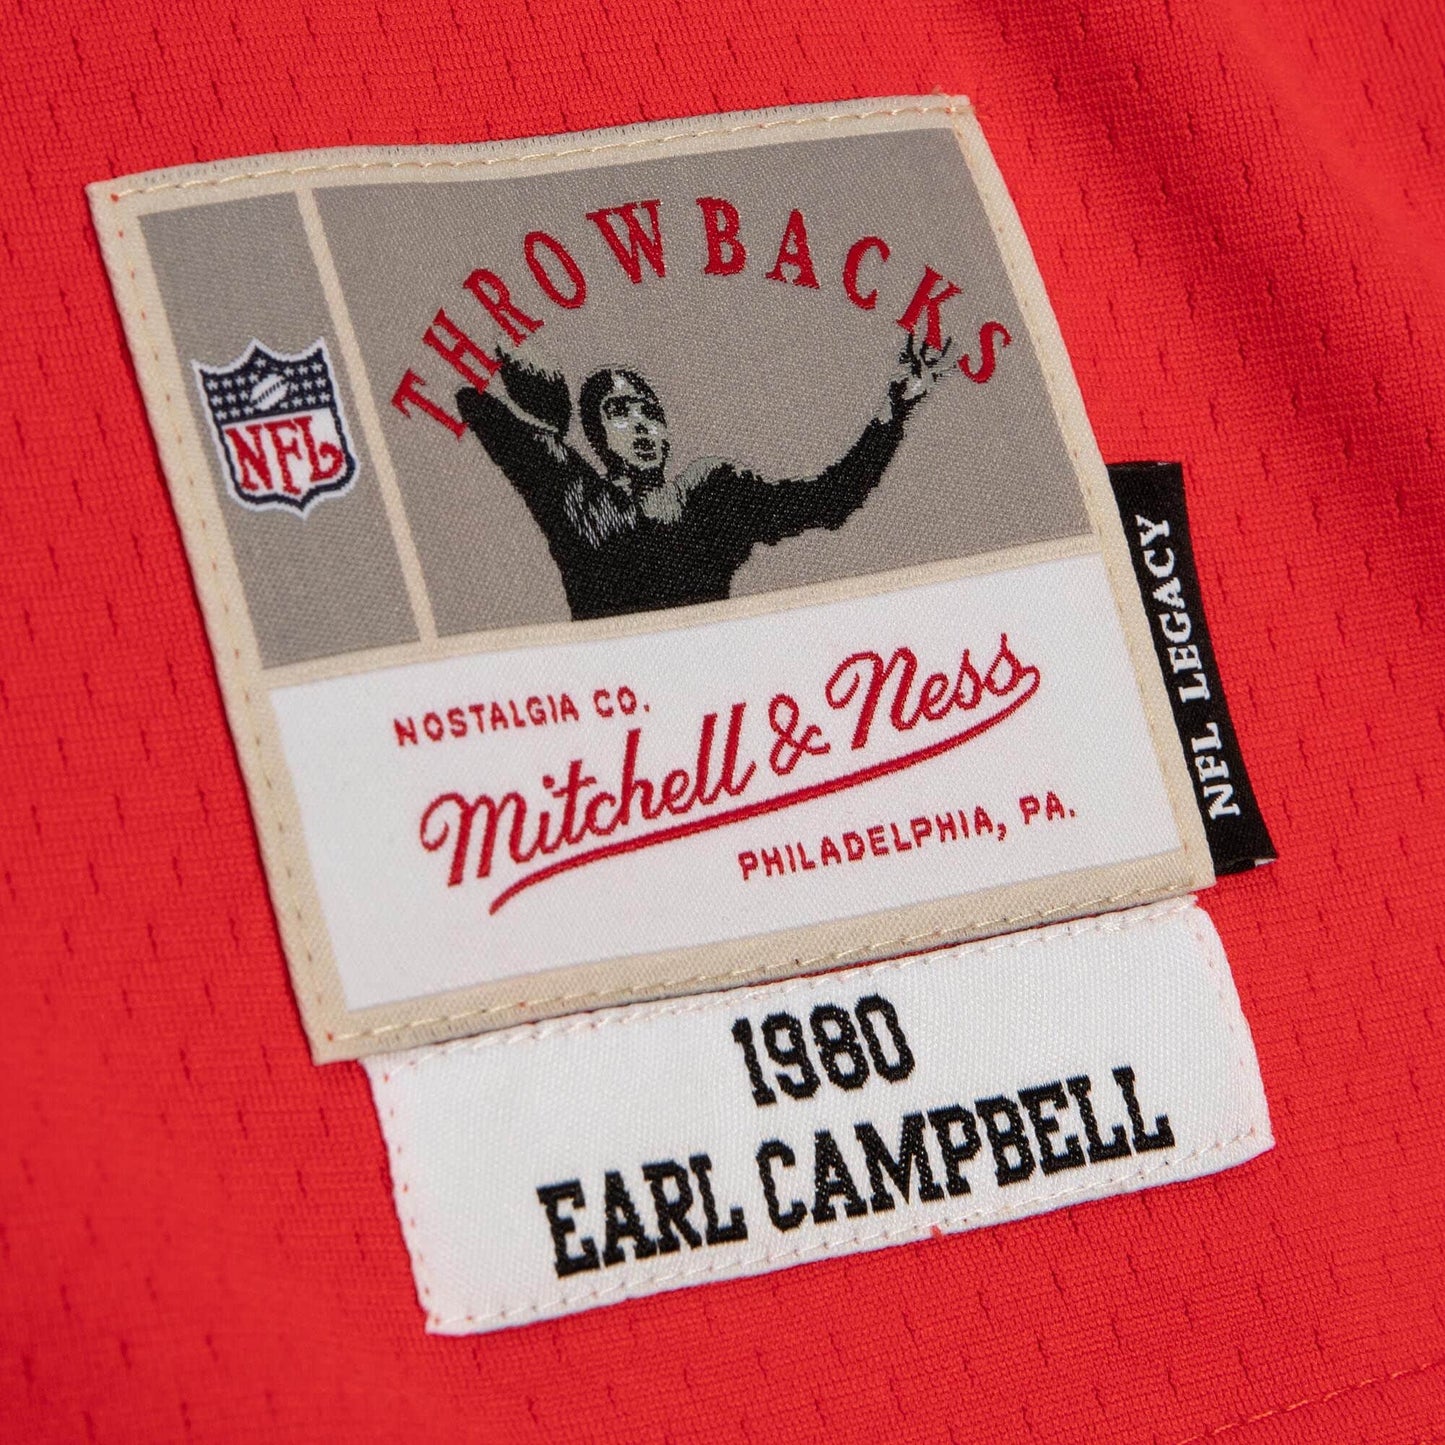 THROWBACKS
NFL
NOSTALGIA CO.
Mitchell & Ness
PHILADELPHIA, PA.
NFL LEGACY
1980
EARL CAMPBELL